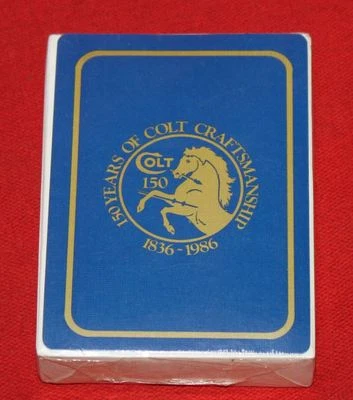 150 YEARS OF COLT CRAFTSMANSHIP
COLT
150
1836-1986